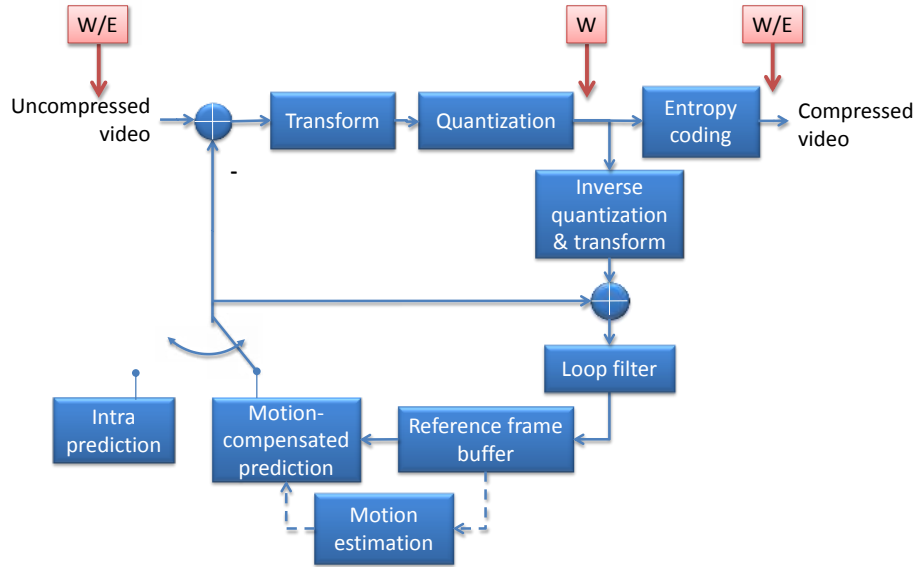 W/E
W
W/E
Uncompressed
video
Transform
Quantization
Entropy
coding
Compressed
video
-
Inverse
quantization
& transform
Loop filter
Intra
prediction
Motion-
compensated
prediction
Reference frame
buffer
Motion
estimation